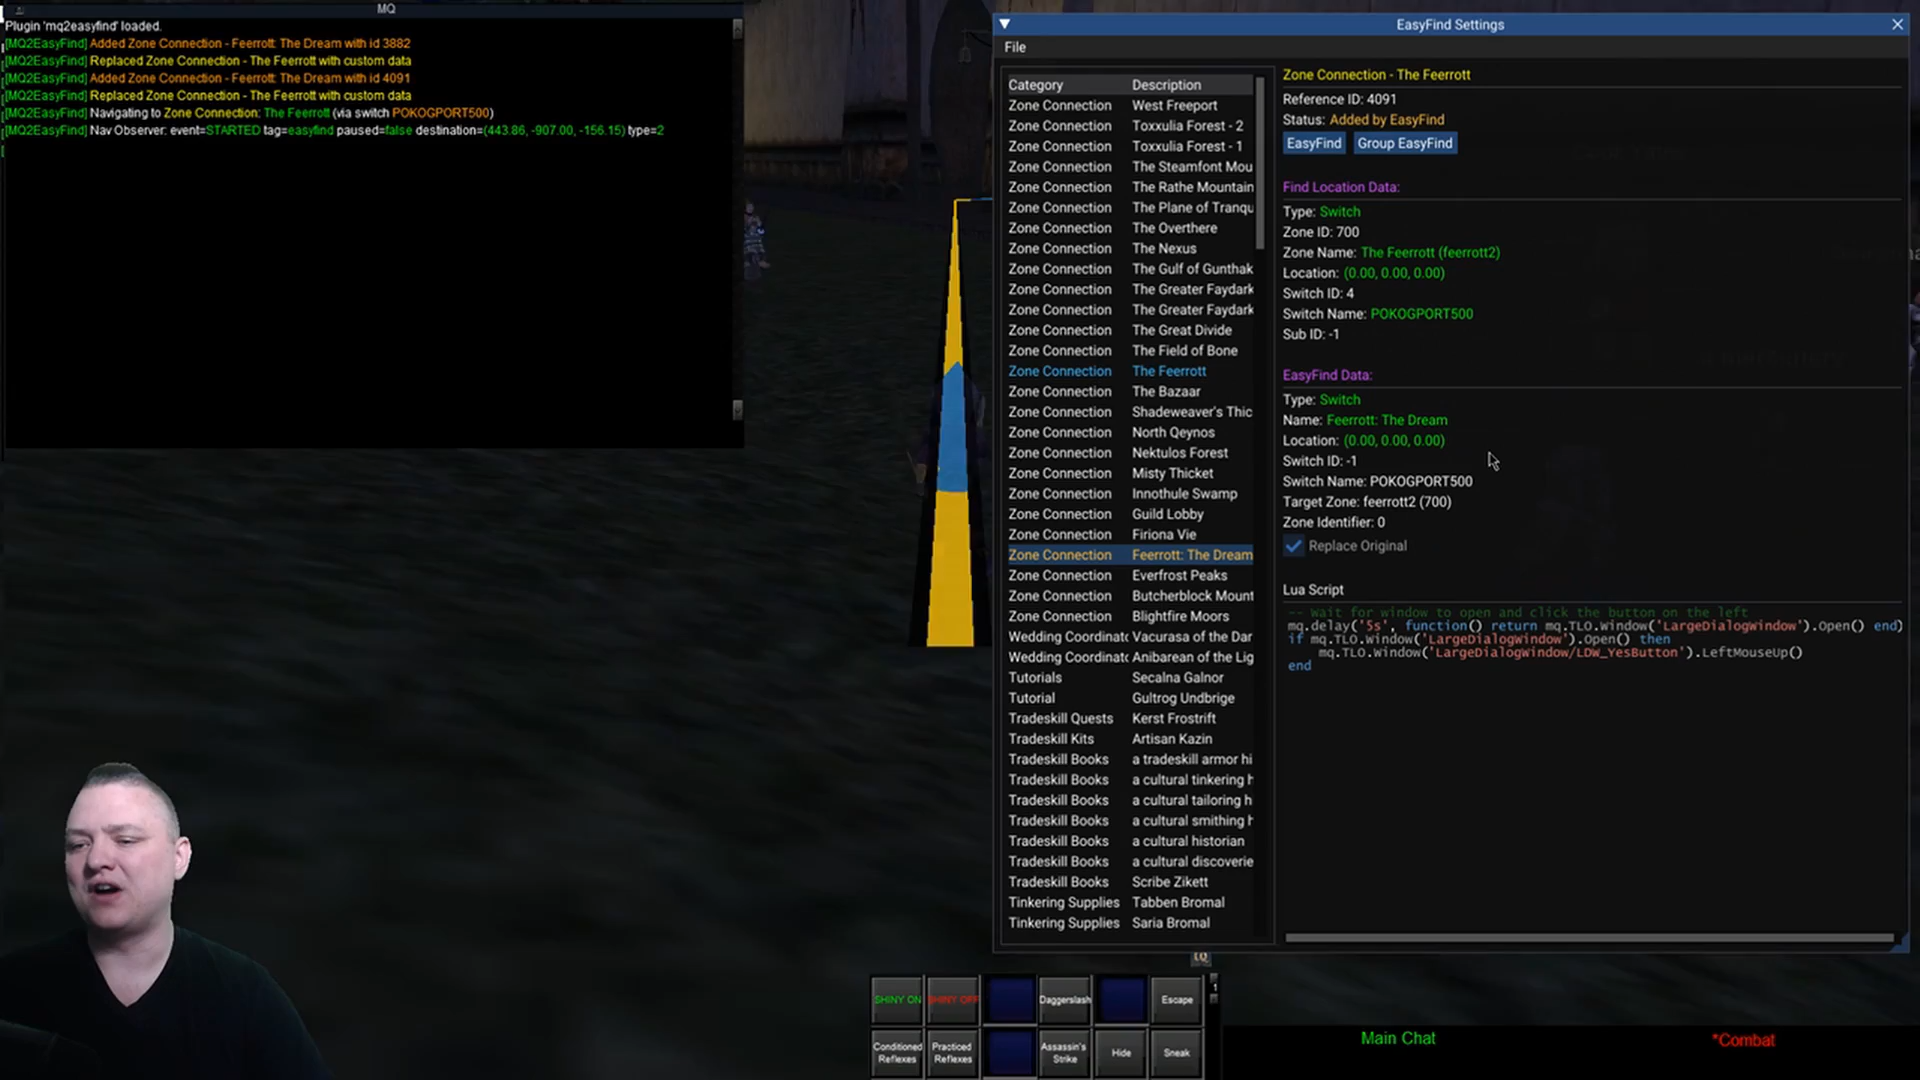 MQ
Plugin 'mq2easyfind' loaded.
[MQ2EasyFind] Added Zone Connection - Feerrott: The Dream with id 3882
[MQ2EasyFind] Replaced Zone Connection - The Feerrott with custom data
[MQ2EasyFind] Added Zone Connection - Feerrott: The Dream with id 4091
[MQ2EasyFind] Replaced Zone Connection - The Feerrott with custom data
[MQ2EasyFind] Navigating to Zone Connection: The Feerrott (via switch POKOGPORT500)
[MQ2EasyFind] Nav Observer: event=STARTED tag=easyfind paused=false destination=(443.86, -907.00, -156.15) type=2
EasyFind Settings
File
Category Description
Zone Connection West Freeport
Zone Connection Toxxulia Forest - 2
Zone Connection Toxxulia Forest - 1
Zone Connection The Steamfont Mou
Zone Connection The Rathe Mountain
Zone Connection The Plane of Tranqu
Zone Connection The Overthere
Zone Connection The Nexus
Zone Connection The Gulf of Gunthak
Zone Connection The Greater Faydark
Zone Connection The Greater Faydark
Zone Connection The Great Divide
Zone Connection The Field of Bone
Zone Connection The Feerrott
Zone Connection The Bazaar
Zone Connection Shadeweaver's Thic
Zone Connection North Qeynos
Zone Connection Nektulos Forest
Zone Connection Misty Thicket
Zone Connection Innothule Swamp
Zone Connection Guild Lobby
Zone Connection Firiona Vie
Zone Connection Feerrott: The Dream
Zone Connection Everfrost Peaks
Zone Connection Butcherblock Mount
Zone Connection Blightfire Moors
Wedding Coordinato Vacurasa of the Dar
Wedding Coordinato Anibarean of the Lig
Tutorials Secalna Galnor
Tutorial Gultrog Undbrige
Tradeskill Quests Kerst Frostrift
Tradeskill Kits Artisan Kazin
Tradeskill Books a tradeskill armor hi
Tradeskill Books a cultural tinkering h
Tradeskill Books a cultural tailoring h
Tradeskill Books a cultural smithing h
Tradeskill Books a cultural historian
Tradeskill Books a cultural discoverie
Tradeskill Books Scribe Zikett
Tinkering Supplies Tabben Bromal
Tinkering Supplies Saria Bromal
Zone Connection - The Feerrott
Reference ID: 4091
Status: Added by EasyFind
EasyFind Group EasyFind
Find Location Data:
Type: Switch
Zone ID: 700
Zone Name: The Feerrott (feerrott2)
Location: (0.00, 0.00, 0.00)
Switch ID: 4
Switch Name: POKOGPORT500
Sub ID: -1
EasyFind Data:
Type: Switch
Name: Feerrott: The Dream
Location: (0.00, 0.00, 0.00)
Switch ID: -1
Switch Name: POKOGPORT500
Target Zone: feerrott2 (700)
Zone Identifier: 0
Replace Original
Lua Script
-- Wait for window to open and click the button on the left
mq.delay('5s', function() return mq.TLO.Window('LargeDialogWindow').Open() end)
if mq.TLO.Window('LargeDialogWindow').Open() then
mq.TLO.Window('LargeDialogWindow/LDW_YesButton').LeftMouseUp()
end
SHINY ON SHINY OFF Daggerslash Escape
1
Conditioned Reflexes Practiced Reflexes Assassin's Strike Hide Sneak
Main Chat *Combat